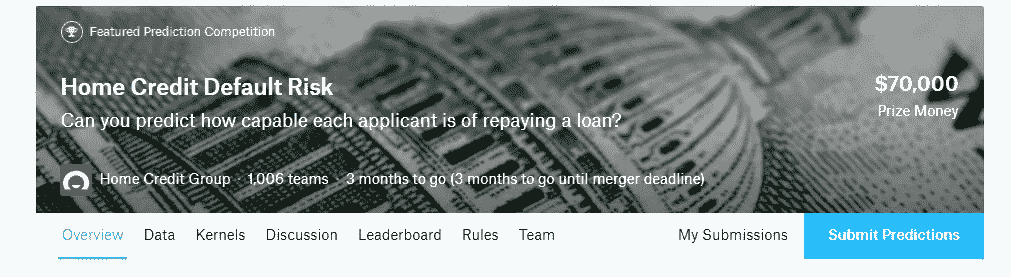 Featured Prediction Competition
Home Credit Default Risk
$70,000
Can you predict how capable each applicant is of repaying a loan?
Prize Money
Home Credit Group · 1,006 teams · 3 months to go (3 months to go until merger deadline)
Overview Data Kernels Discussion Leaderboard Rules Team My Submissions Submit Predictions